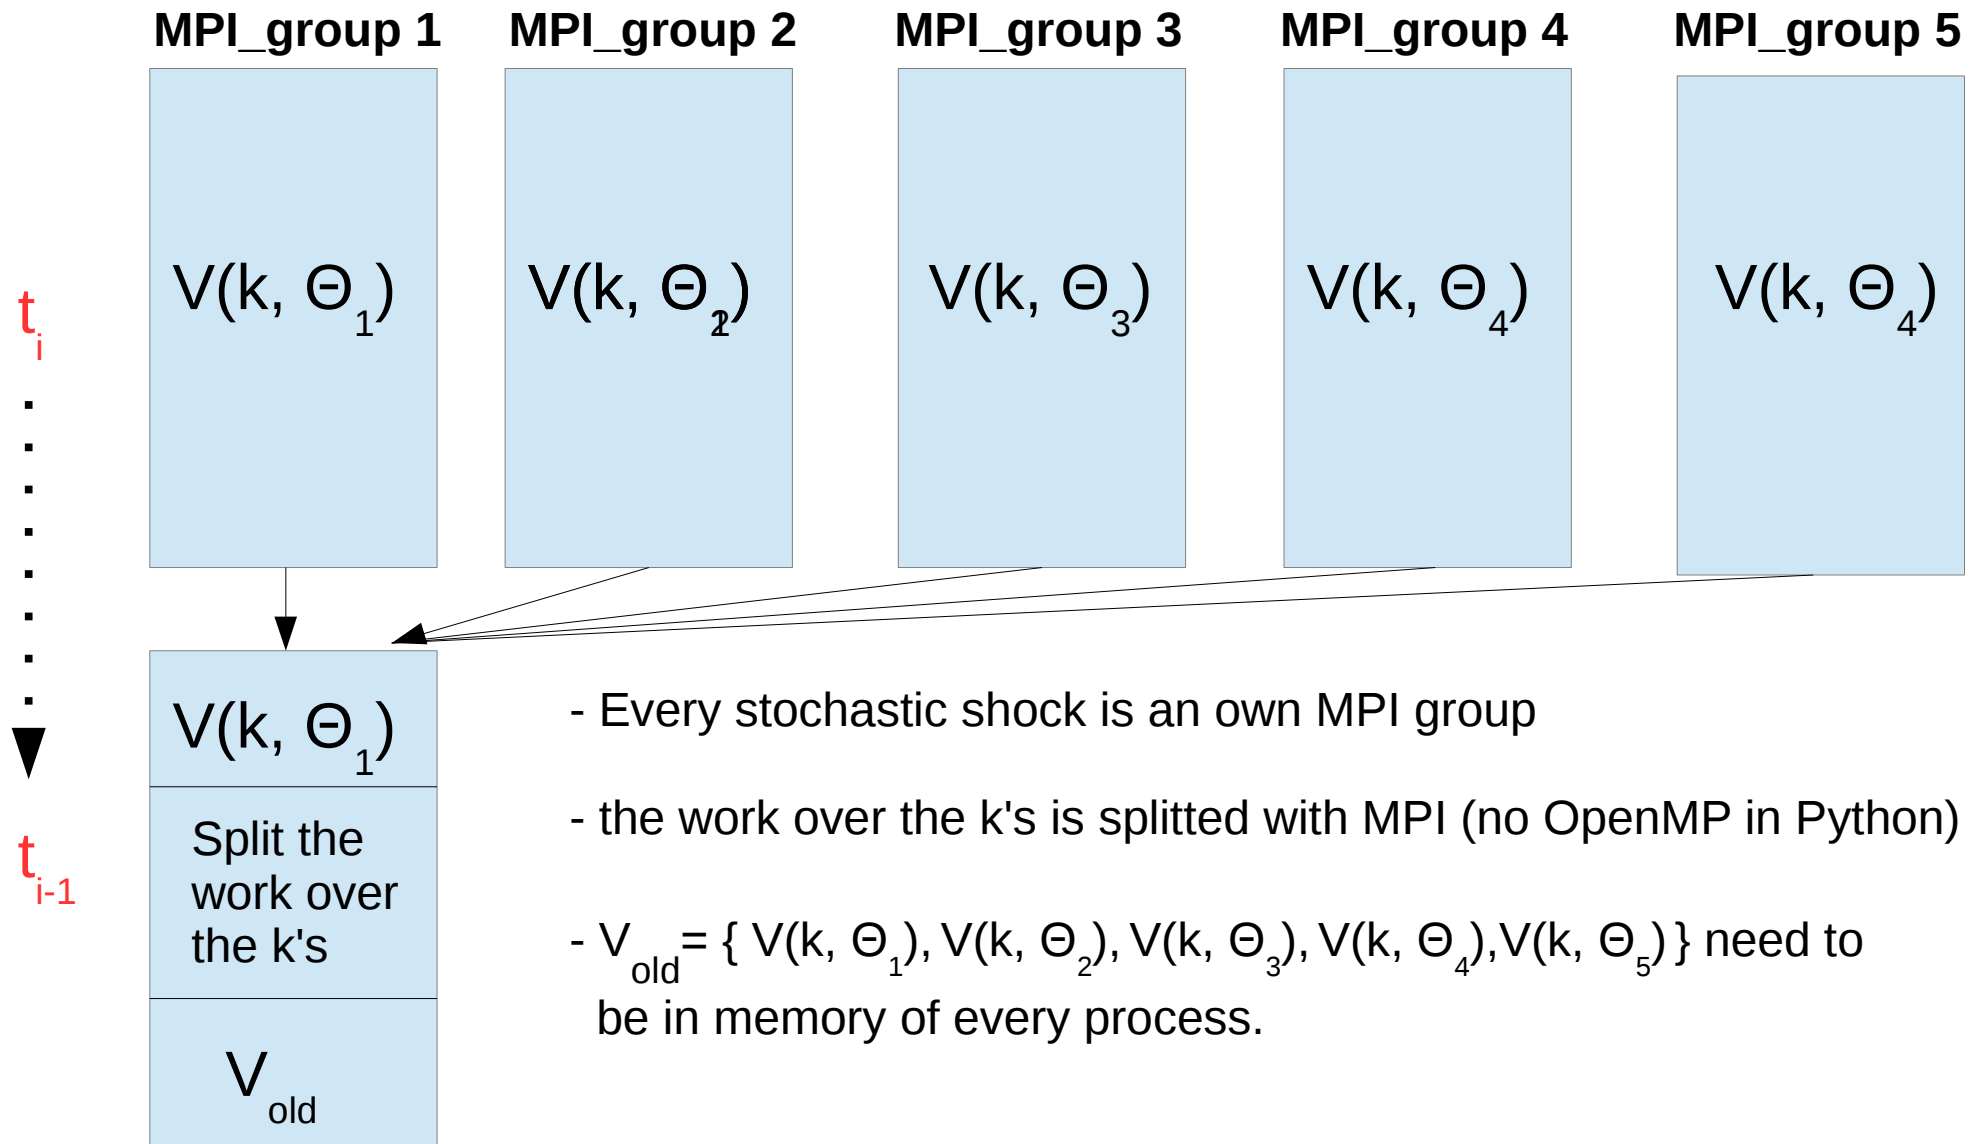 MPI_group 1 MPI_group 2 MPI_group 3 MPI_group 4 MPI_group 5
V(k, Θ1) V(k, Θ2) V(k, Θ3) V(k, Θ4) V(k, Θ4)
ti
V(k, Θ1)
Split the
work over
the k's
Vold
ti-1
- Every stochastic shock is an own MPI group
- the work over the k's is splitted with MPI (no OpenMP in Python)
- Vold= { V(k, Θ1), V(k, Θ2), V(k, Θ3), V(k, Θ4),V(k, Θ5) } need to
be in memory of every process.